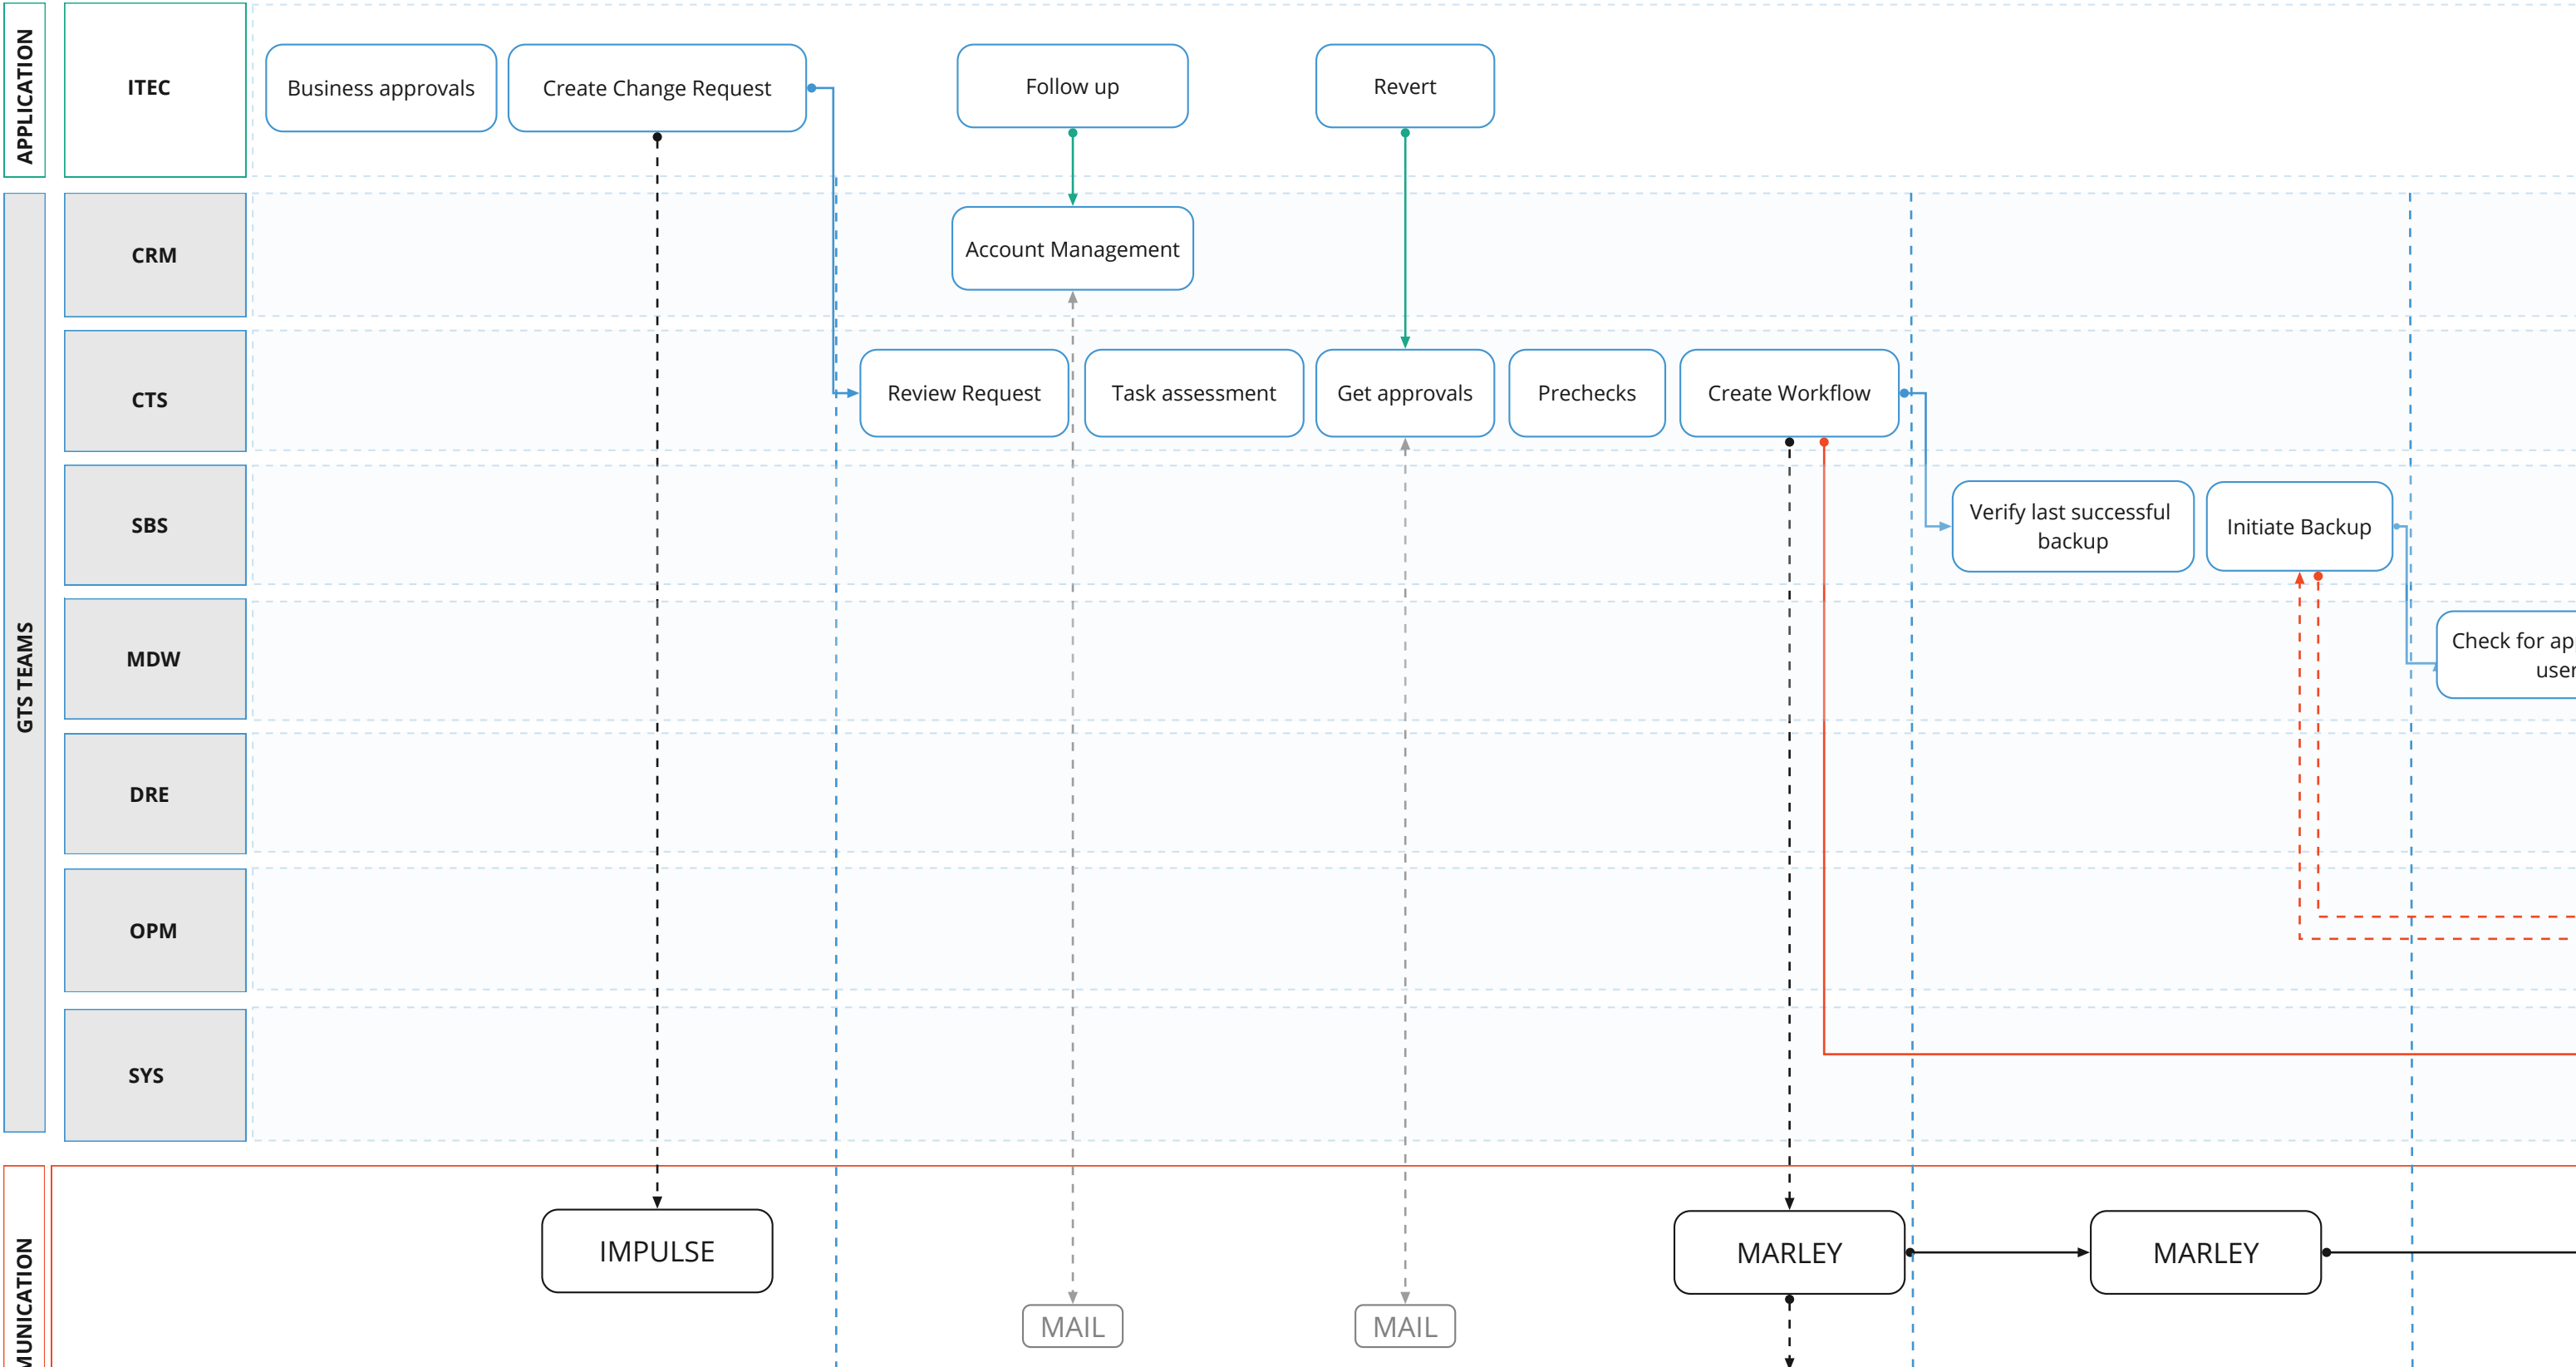 APPLICATION
ITEC
Business approvals
Create Change Request
Follow up
Revert
GTS TEAMS
CRM
Account Management
CTS
Review Request
Task assessment
Get approvals
Prechecks
Create Workflow
SBS
Verify last successful
backup
Initiate Backup
MDW
Check for
DRE
OPM
SYS
IMPULSE
MARLEY
MARLEY
MAIL
MAIL